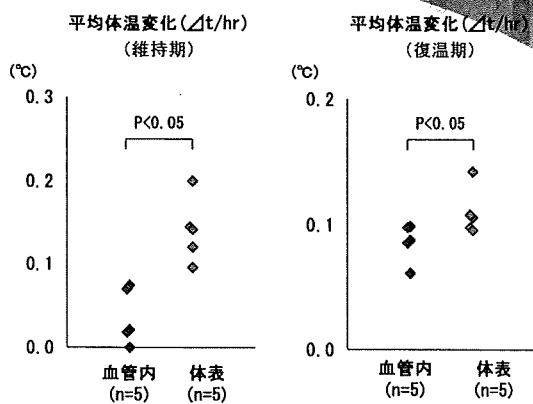 平均体温変化(⊿t/hr)
(維持期)
(℃)
0.3
0.2
0.1
0.0
P<0.05
血管内
(n=5)
体表
(n=5)
平均体温変化(⊿t/hr)
(復温期)
(℃)
0.2
0.1
0.0
P<0.05
血管内
(n=5)
体表
(n=5)